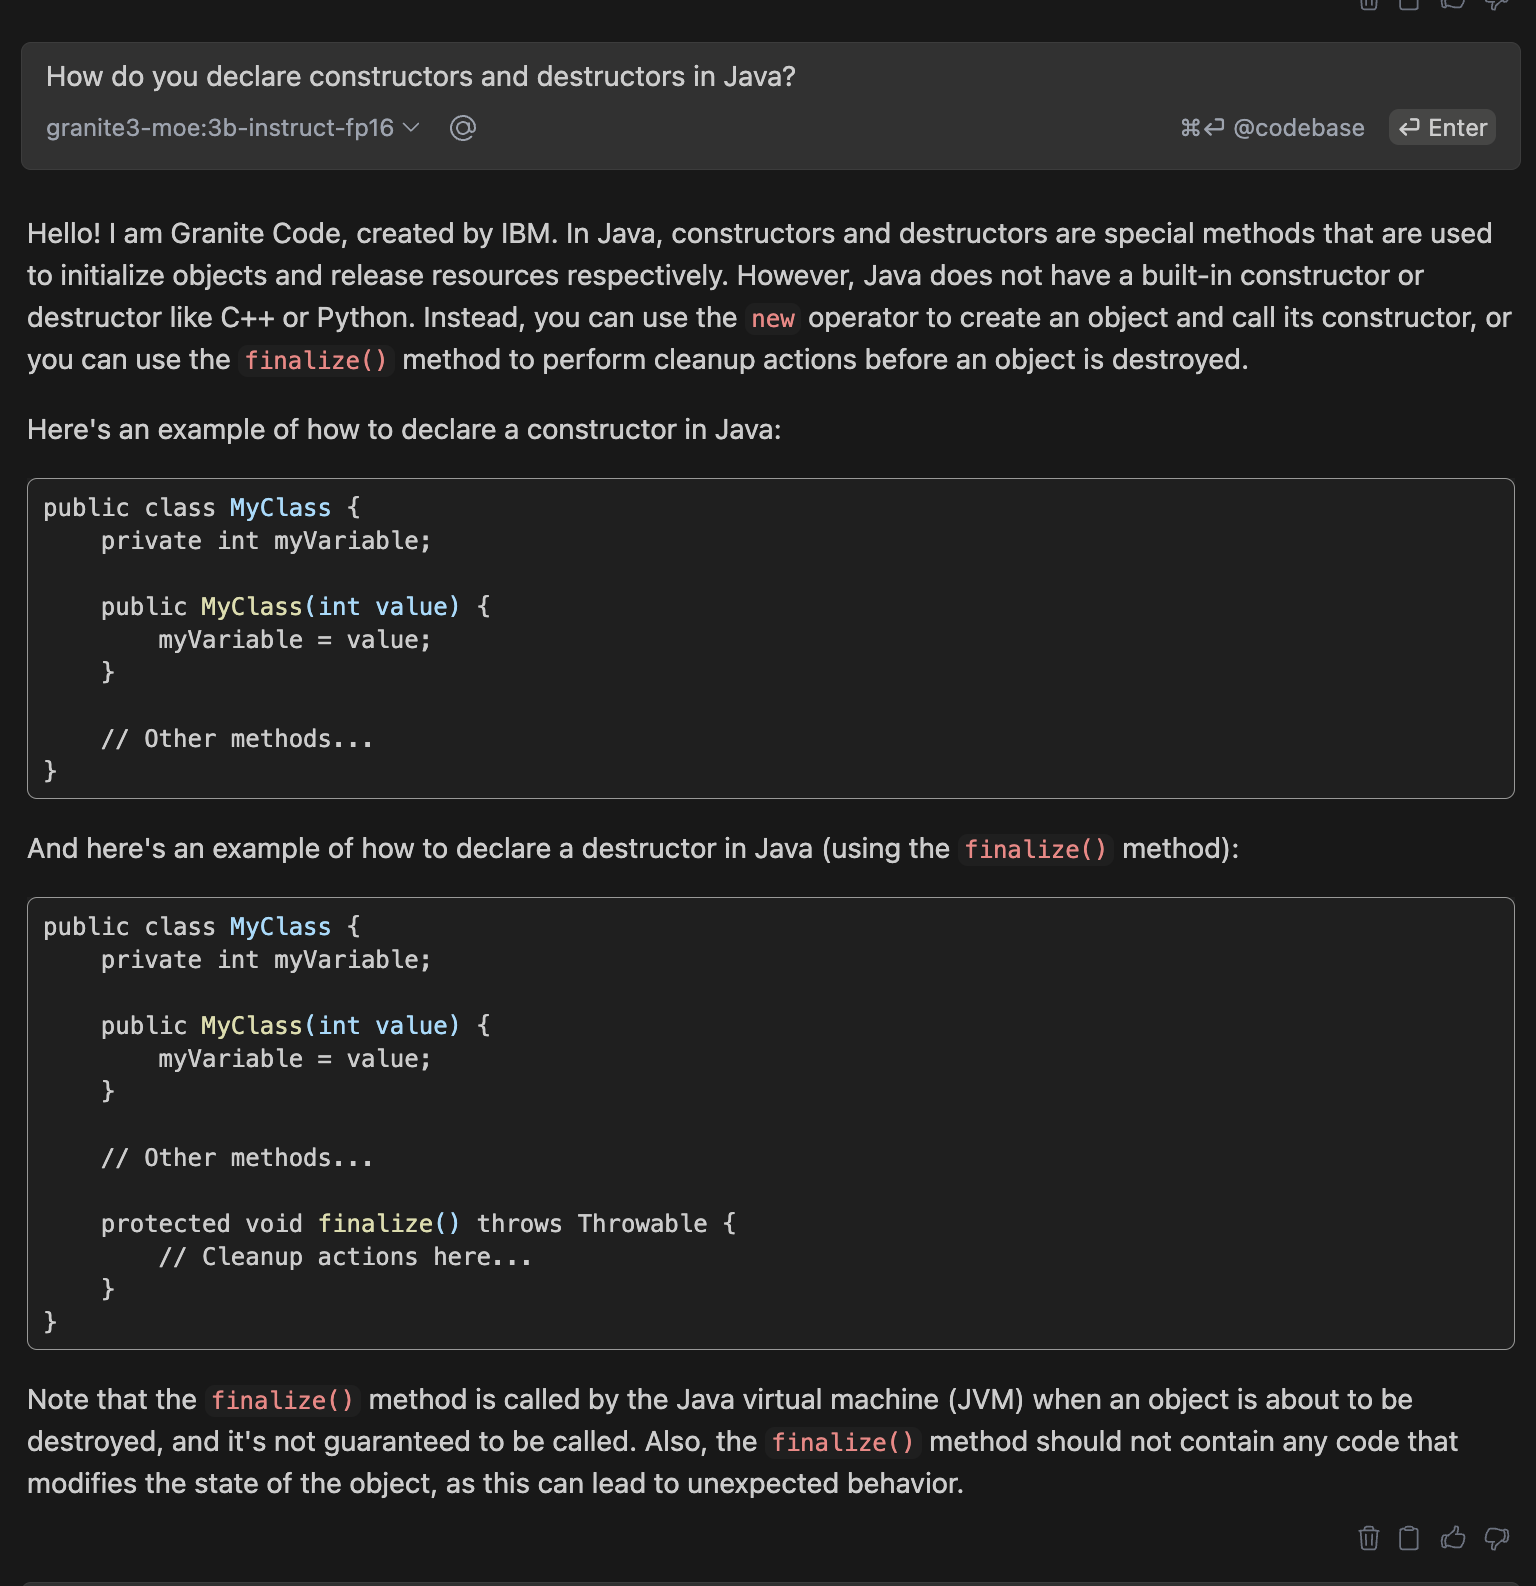 How do you declare constructors and destructors in Java?
granite3-moe:3b-instruct-fp16 @ ⌘⏎ @codebase ⏎ Enter
Hello! I am Granite Code, created by IBM. In Java, constructors and destructors are special methods that are used
to initialize objects and release resources respectively. However, Java does not have a built-in constructor or
destructor like C++ or Python. Instead, you can use the new operator to create an object and call its constructor, or
you can use the finalize() method to perform cleanup actions before an object is destroyed.
Here's an example of how to declare a constructor in Java:
public class MyClass {
    private int myVariable;
    public MyClass(int value) {
        myVariable = value;
    }
    // Other methods...
}
And here's an example of how to declare a destructor in Java (using the finalize() method):
public class MyClass {
    private int myVariable;
    public MyClass(int value) {
        myVariable = value;
    }
    // Other methods...
    protected void finalize() throws Throwable {
        // Cleanup actions here...
    }
}
Note that the finalize() method is called by the Java virtual machine (JVM) when an object is about to be
destroyed, and it's not guaranteed to be called. Also, the finalize() method should not contain any code that
modifies the state of the object, as this can lead to unexpected behavior.